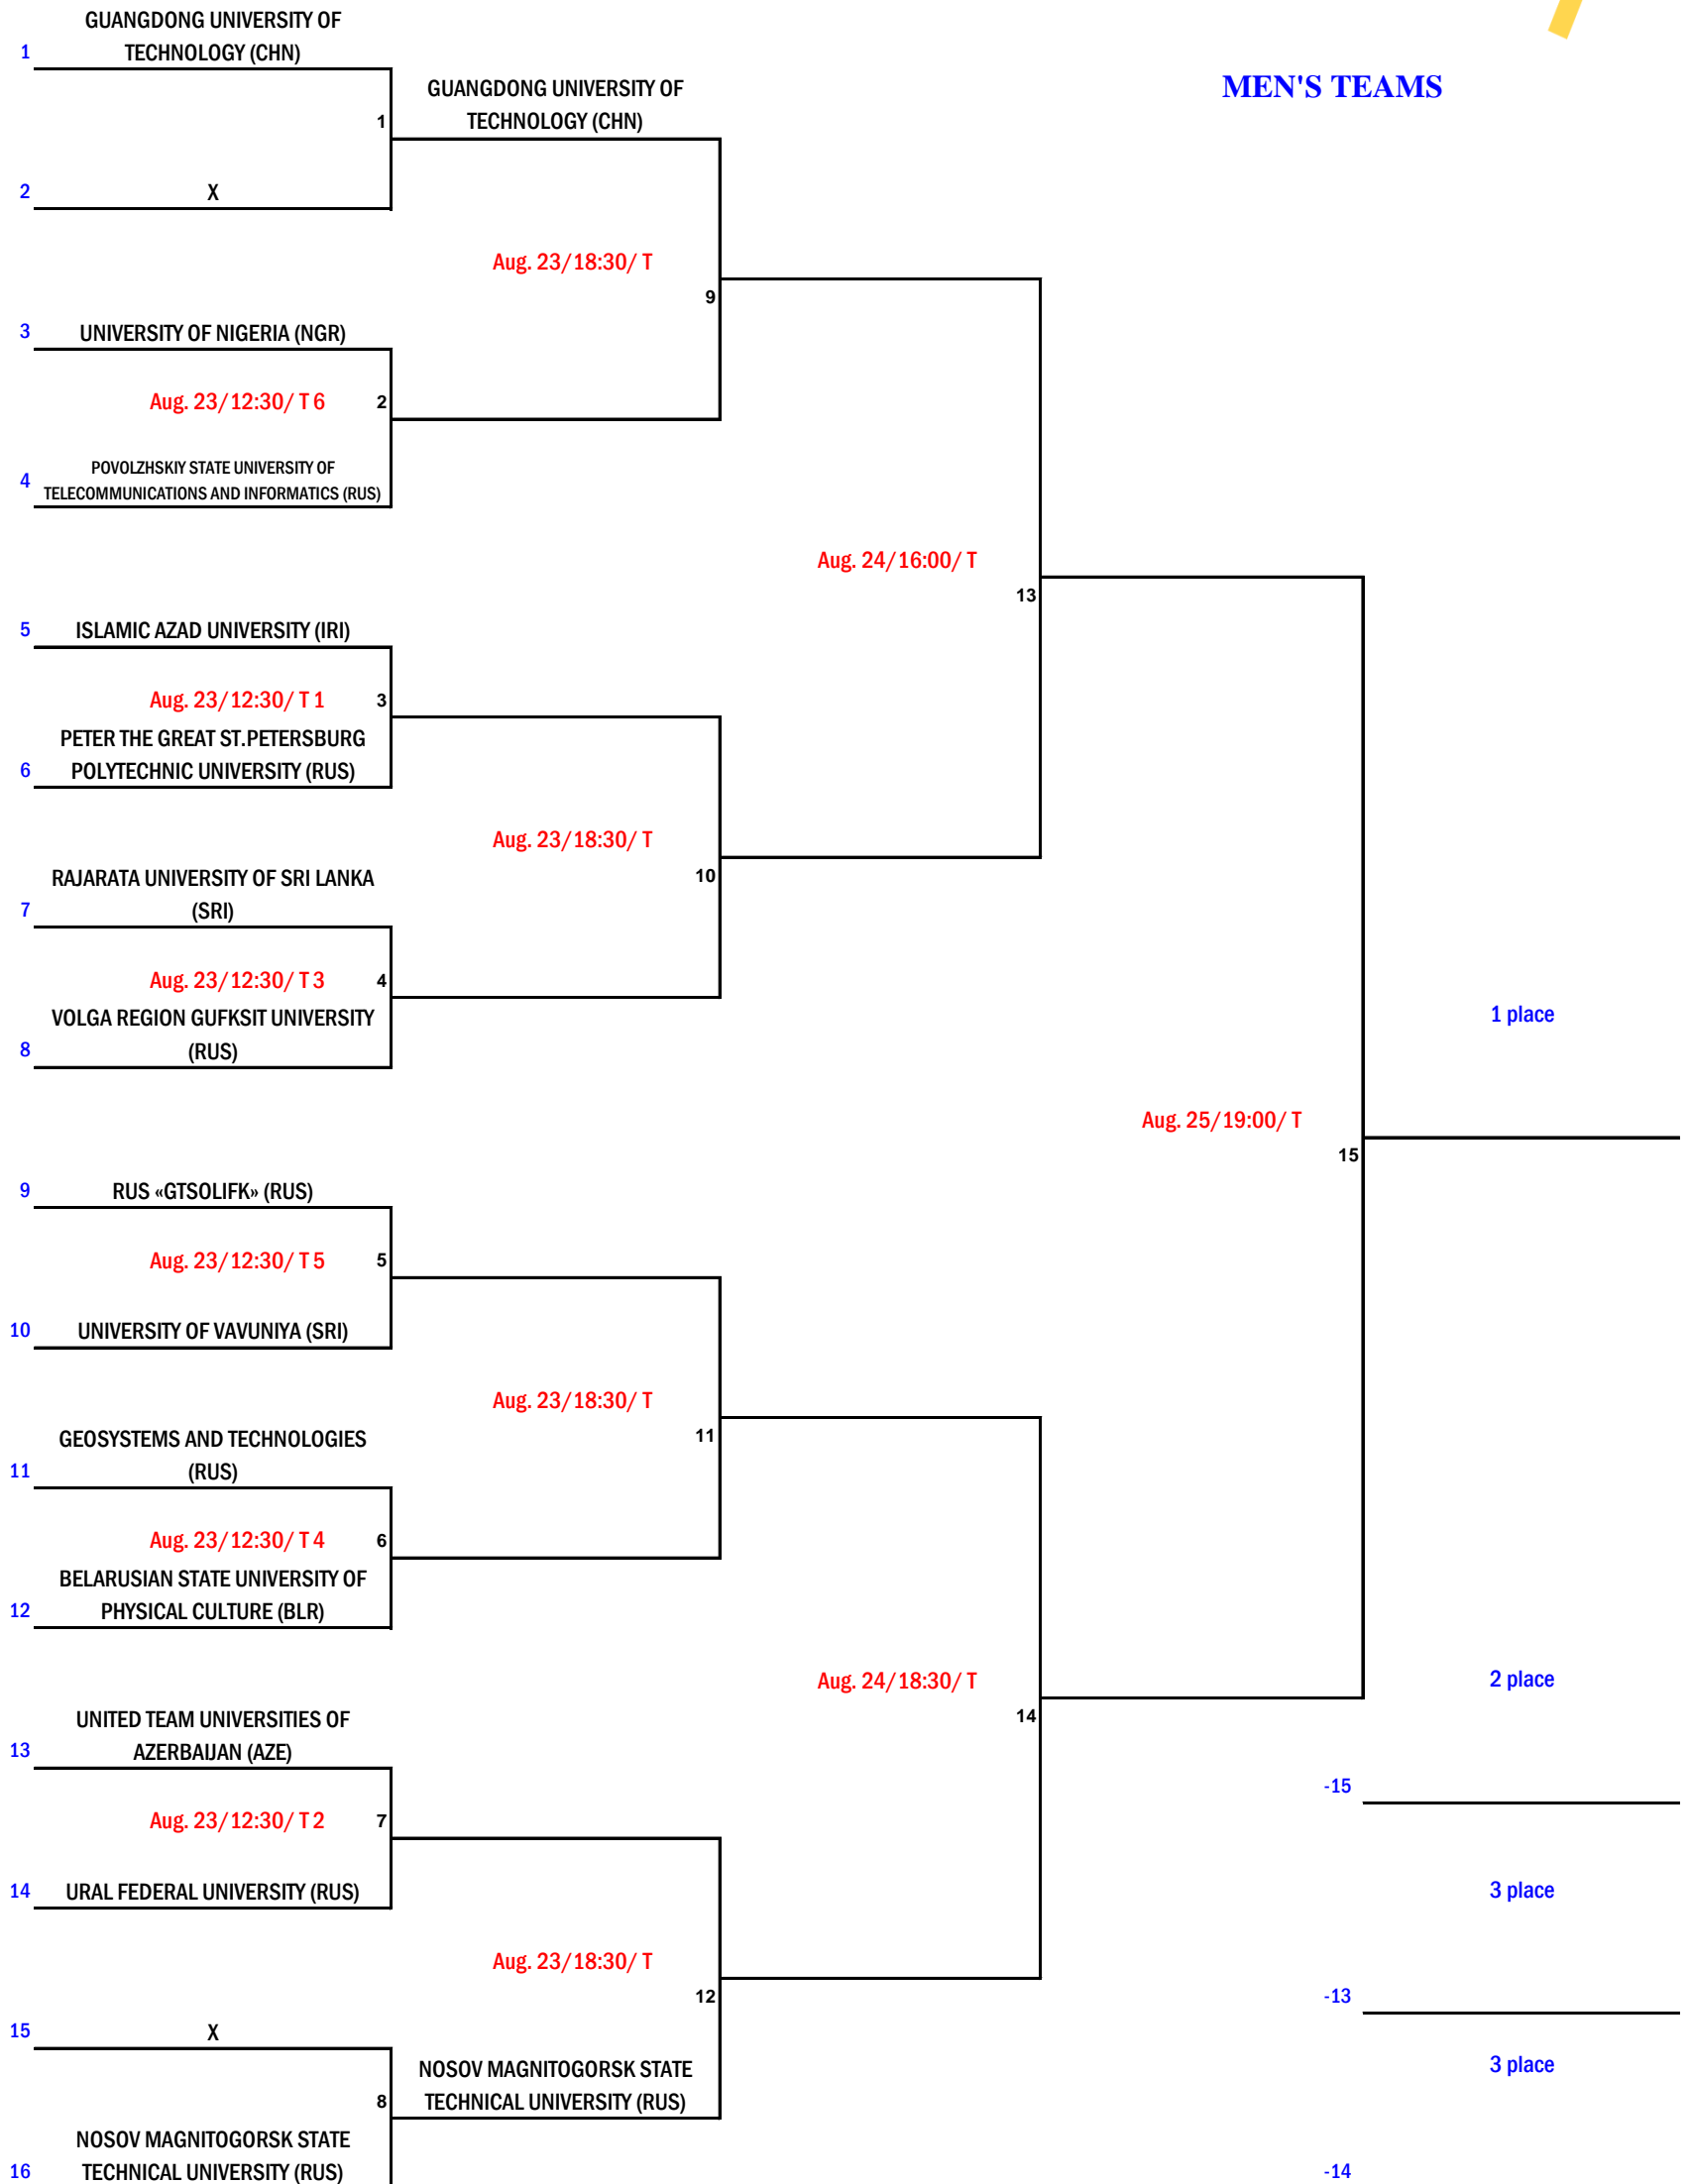 GUANGDONG UNIVERSITY OF
1 TECHNOLOGY (CHN)
MEN'S TEAMS
GUANGDONG UNIVERSITY OF
1 TECHNOLOGY (CHN)
2 X
Aug. 23/18:30/ T
9
3 UNIVERSITY OF NIGERIA (NGR)
Aug. 23/12:30/ T 6 2
POVOLZHSKIY STATE UNIVERSITY OF
4 TELECOMMUNICATIONS AND INFORMATICS (RUS)
Aug. 24/16:00/ T
13
5 ISLAMIC AZAD UNIVERSITY (IRI)
Aug. 23/12:30/ T 1 3
PETER THE GREAT ST.PETERSBURG
6 POLYTECHNIC UNIVERSITY (RUS)
Aug. 23/18:30/ T
10
RAJARATA UNIVERSITY OF SRI LANKA
7 (SRI)
Aug. 23/12:30/ T 3 4
VOLGA REGION GUFKSIT UNIVERSITY
8 (RUS)
1 place
Aug. 25/19:00/ T
15
9 RUS «GTSOLIFK» (RUS)
Aug. 23/12:30/ T 5 5
10 UNIVERSITY OF VAVUNIYA (SRI)
Aug. 23/18:30/ T
11
GEOSYSTEMS AND TECHNOLOGIES
11 (RUS)
Aug. 23/12:30/ T 4 6
BELARUSIAN STATE UNIVERSITY OF
12 PHYSICAL CULTURE (BLR)
Aug. 24/18:30/ T
14
2 place
UNITED TEAM UNIVERSITIES OF
13 AZERBAIJAN (AZE)
-15
Aug. 23/12:30/ T 2 7
14 URAL FEDERAL UNIVERSITY (RUS)
3 place
Aug. 23/18:30/ T
12
-13
15 X
3 place
NOSOV MAGNITOGORSK STATE
8 TECHNICAL UNIVERSITY (RUS)
NOSOV MAGNITOGORSK STATE
16 TECHNICAL UNIVERSITY (RUS)
-14